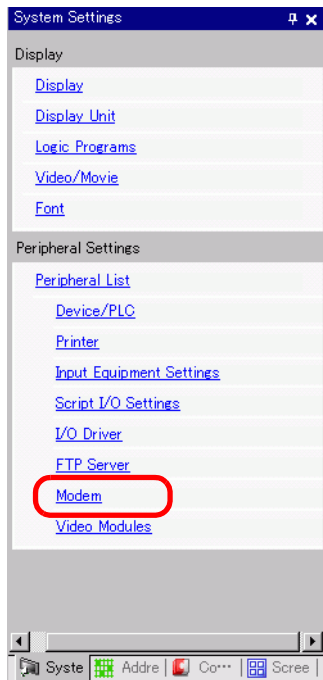 System Settings
Display
Display
Display Unit
Logic Programs
Video/Movie
Font
Peripheral Settings
Peripheral List
Device/PLC
Printer
Input Equipment Settings
Script I/O Settings
I/O Driver
FTP Server
Modem
Video Modules
Syste Addre Co··· Scree